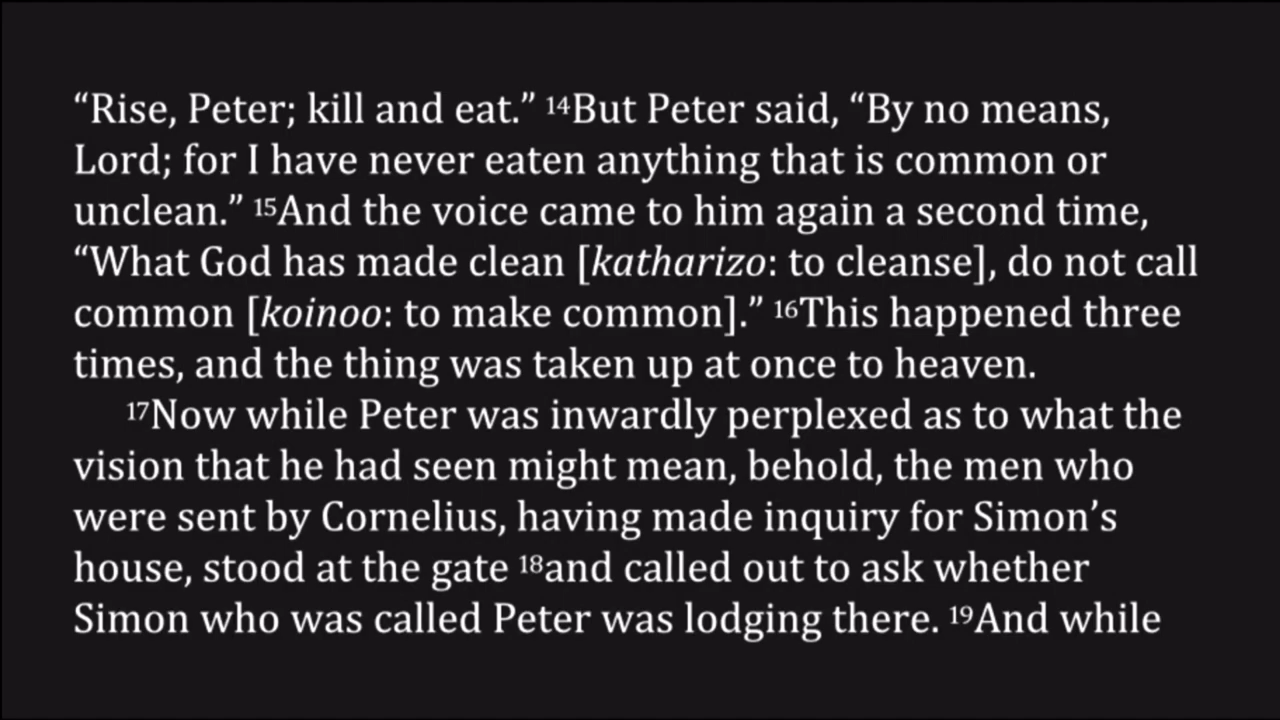 “Rise, Peter; kill and eat.” 14But Peter said, “By no means,
Lord; for I have never eaten anything that is common or
unclean.” 15And the voice came to him again a second time,
“What God has made clean [katharizo: to cleanse], do not call
common [koinoo: to make common].” 16This happened three
times, and the thing was taken up at once to heaven.
17Now while Peter was inwardly perplexed as to what the
vision that he had seen might mean, behold, the men who
were sent by Cornelius, having made inquiry for Simon’s
house, stood at the gate 18and called out to ask whether
Simon who was called Peter was lodging there. 19And while